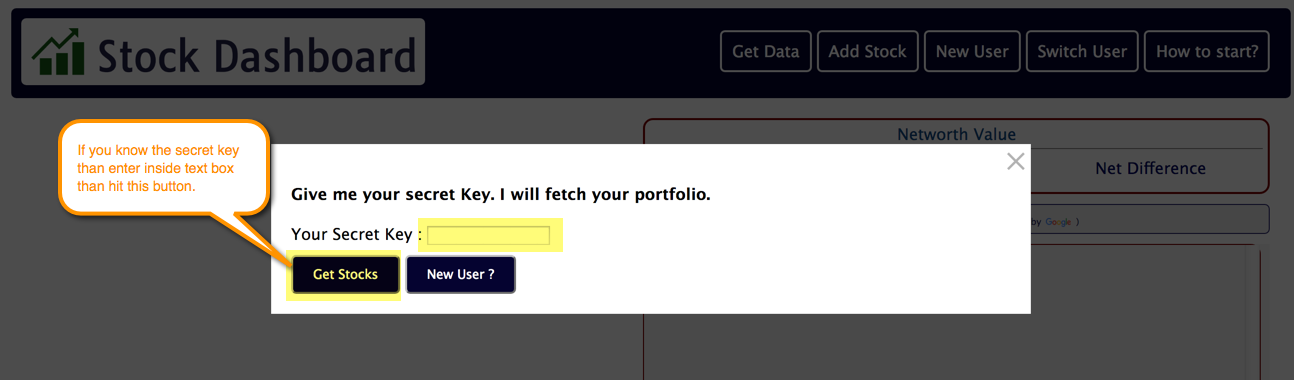 Stock Dashboard
Get Data
Add Stock
New User
Switch User
How to start?
Networth Value
Net Difference
If you know the secret key
than enter inside text box
than hit this button.
Give me your secret Key. I will fetch your portfolio.
Your Secret Key :
by Google )
Get Stocks
New User ?